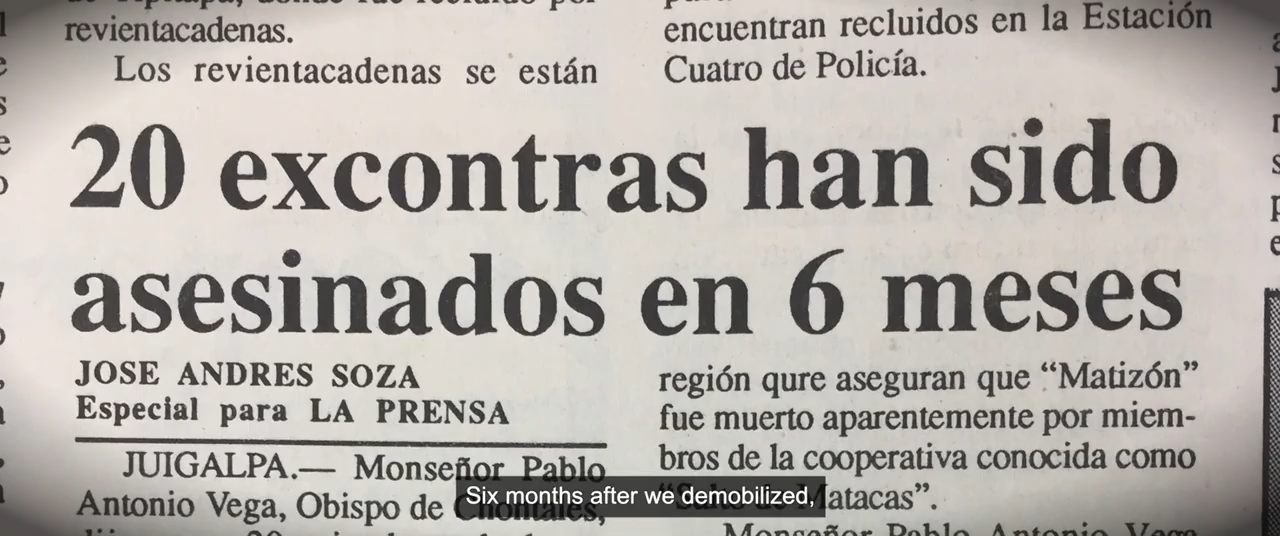 revientacadenas.
Los revientacadenas se están
encuentran recluidos en la Estación
Cuatro de Policía.
20 excontras han sido
asesinados en 6 meses
JOSE ANDRES SOZA
Especial para LA PRENSA
JUIGALPA.— Monseñor Pablo
Antonio Vega, Obispo de Chontales,
región qure aseguran que “Matizón”
fue muerto aparentemente por miem-
bros de la cooperativa conocida como
Matacas”.
Monseñor Pablo Antonio Vega
Six months after we demobilized,